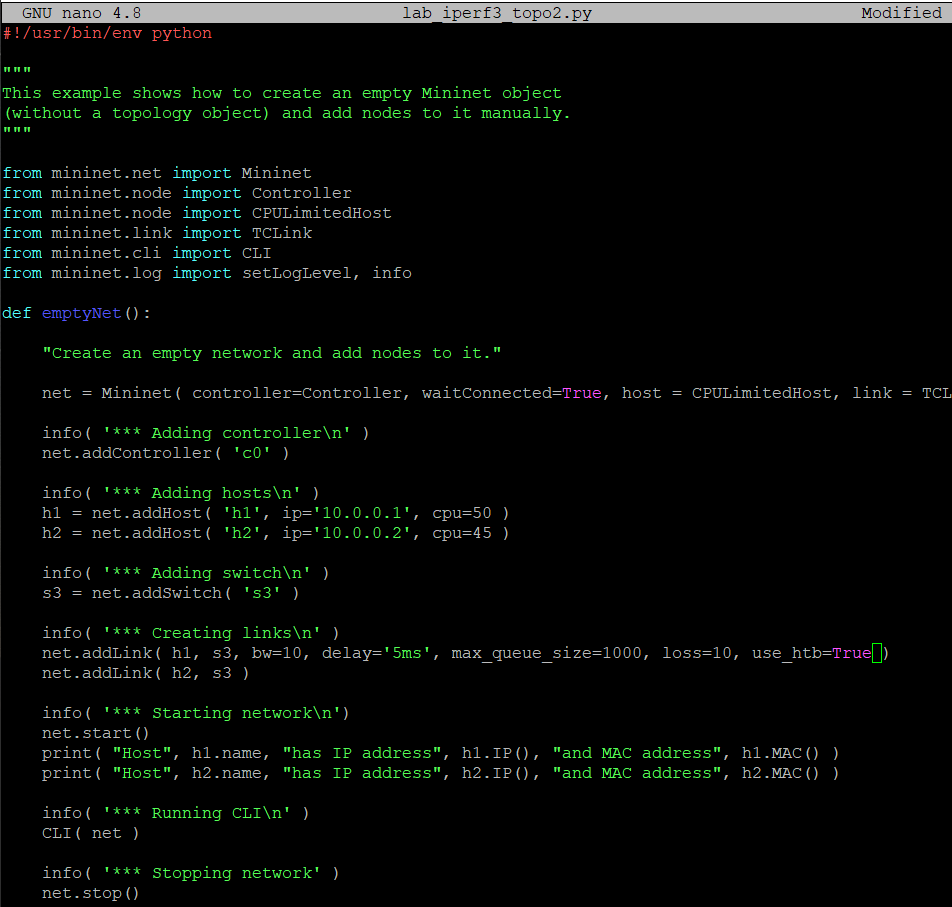 GNU nano 4.8 lab_iperf3_topo2.py Modified
#!/usr/bin/env python
"""
This example shows how to create an empty Mininet object
(without a topology object) and add nodes to it manually.
"""
from mininet.net import Mininet
from mininet.node import Controller
from mininet.node import CPULimitedHost
from mininet.link import TCLink
from mininet.cli import CLI
from mininet.log import setLogLevel, info
def emptyNet():
"Create an empty network and add nodes to it."
net = Mininet( controller=Controller, waitConnected=True, host = CPULimitedHost, link = TCL
info( '*** Adding controller\n' )
net.addController( 'c0' )
info( '*** Adding hosts\n' )
h1 = net.addHost( 'h1', ip='10.0.0.1', cpu=50 )
h2 = net.addHost( 'h2', ip='10.0.0.2', cpu=45 )
info( '*** Adding switch\n' )
s3 = net.addSwitch( 's3' )
info( '*** Creating links\n' )
net.addLink( h1, s3, bw=10, delay='5ms', max_queue_size=1000, loss=10, use_htb=True )
net.addLink( h2, s3 )
info( '*** Starting network\n')
net.start()
print( "Host", h1.name, "has IP address", h1.IP(), "and MAC address", h1.MAC() )
print( "Host", h2.name, "has IP address", h2.IP(), "and MAC address", h2.MAC() )
info( '*** Running CLI\n' )
CLI( net )
info( '*** Stopping network' )
net.stop()